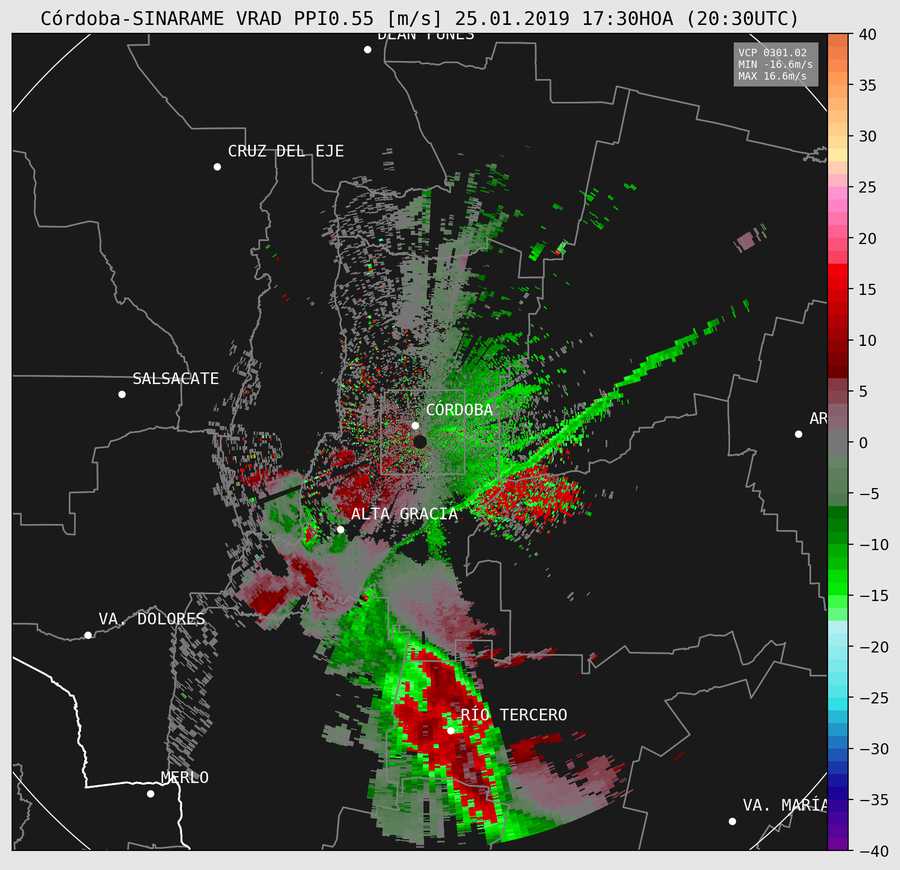 Córdoba-SINARAME VRAD PPI0.55 [m/s] 25.01.2019 17:30HOA (20:30UTC)
DEAN FUNES
VCP 0301.02
MIN -16.6m/s
MAX 16.6m/s
CRUZ DEL EJE
SALSACATE
CÓRDOBA
AR
ALTA GRACIA
VA. DOLORES
RÍO TERCERO
MERLO
VA. MARÍA
40
35
30
25
20
15
10
5
0
−5
−10
−15
−20
−25
−30
−35
−40